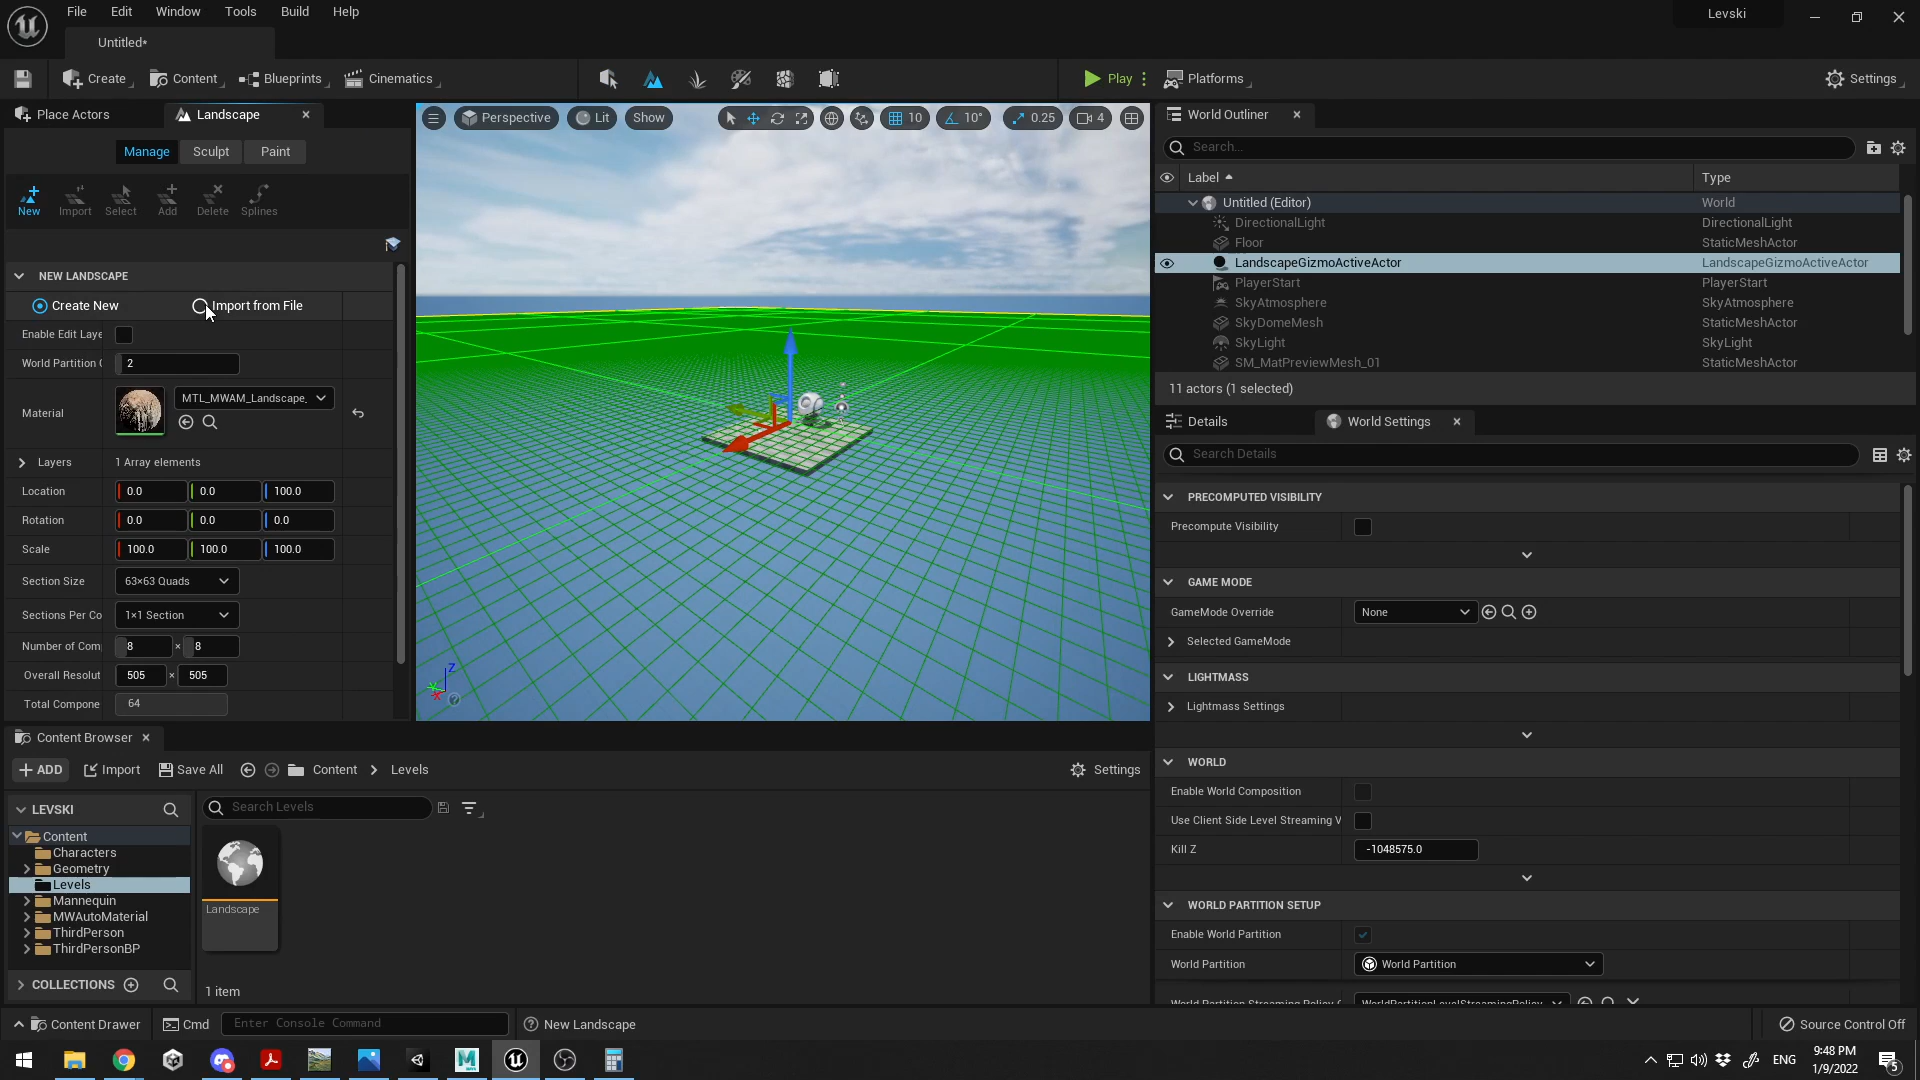 File Edit Window Tools Build Help
Levski
Untitled*
Create Content Blueprints Cinematics Play Platforms Settings
Place Actors Landscape
Manage Sculpt Paint
New Import Select Add Delete Splines
NEW LANDSCAPE
Create New Import from File
Enable Edit Laye
World Partition 2
Material MTL_MWAM_Landscape_
Layers 1 Array elements
Location 0.0 0.0 100.0
Rotation 0.0 0.0 0.0
Scale 100.0 100.0 100.0
Section Size 63×63 Quads
Sections Per Co 1×1 Section
Number of Com 8 × 8
Overall Resolut 505 × 505
Total Compone 64
Perspective Lit Show 10 10° 0.25 4
Z
X
World Outliner
Search...
Label Type
Untitled (Editor) World
DirectionalLight DirectionalLight
Floor StaticMeshActor
LandscapeGizmoActiveActor LandscapeGizmoActiveActor
PlayerStart PlayerStart
SkyAtmosphere SkyAtmosphere
SkyDomeMesh StaticMeshActor
SkyLight SkyLight
SM_MatPreviewMesh_01 StaticMeshActor
11 actors (1 selected)
Details World Settings
Search Details
PRECOMPUTED VISIBILITY
Precompute Visibility
GAME MODE
GameMode Override None
Selected GameMode
LIGHTMASS
Lightmass Settings
WORLD
Enable World Composition
Use Client Side Level Streaming V
Kill Z -1048575.0
WORLD PARTITION SETUP
Enable World Partition
World Partition World Partition
World Partition Streaming Policy C WorldPartitionLevelStreamingPolicy
Content Browser
ADD Import Save All Content Levels Settings
LEVSKI
Search Levels
Content
Characters
Geometry
Levels
Mannequin
MWAutoMaterial
ThirdPerson
ThirdPersonBP
COLLECTIONS
Landscape
1 item
Content Drawer Cmd Enter Console Command New Landscape Source Control Off
ENG
9:48 PM
1/9/2022
5